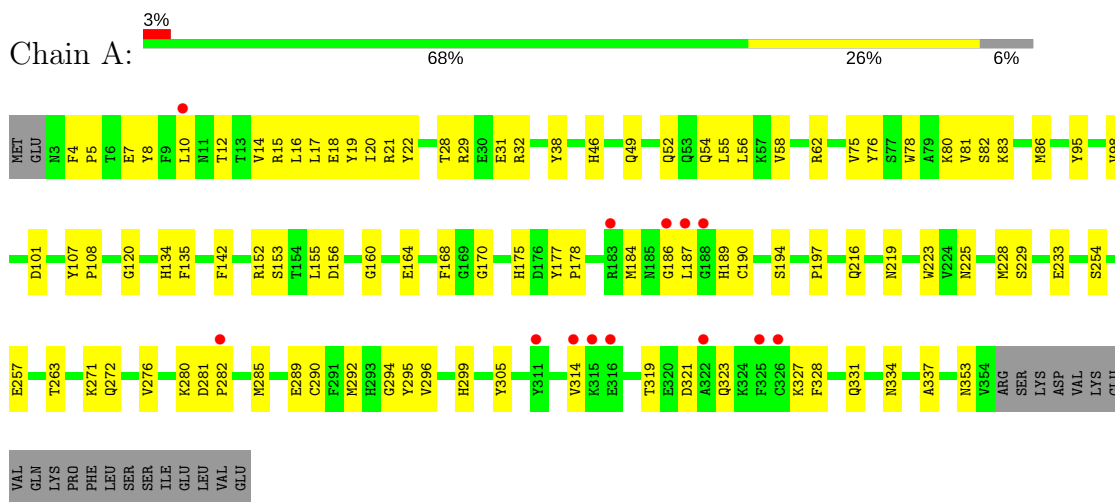 3%
Chain A:
68% 26% 6%
MET GLU N3 F4 P5 T6 E7 Y8 F9 L10 N11 T12 T13 V14 R15 L16 L17 E18 Y19 I20 R21 Y22 T28 R29 E30 E31 R32 Y38 H46 Q49 Q52 Q53 Q54 L55 L56 K57 V58 R62 V75 Y76 S77 W78 A79 K80 V81 S82 K83 M86 Y95 V98
D101 Y107 P108 G120 H134 F135 F142 R152 S153 T154 L155 D156 G160 E164 F168 G169 G170 H175 D176 Y177 P178 R183 M184 N185 G186 L187 G188 H189 C190 S194 P197 Q216 N219 W223 V224 N225 M228 S229 E233 S254
E257 T263 K271 Q272 V276 K280 D281 P282 M285 E289 C290 F291 M292 H293 G294 Y295 V296 H299 Y305 Y311 V314 K315 E316 T319 E320 D321 A322 Q323 K324 F325 C326 K327 F328 Q331 N334 A337 N353 V354 ARG SER LYS ASP VAL LYS GLU
VAL GLN LYS PRO PHE LEU SER SER ILE GLU LEU VAL GLU